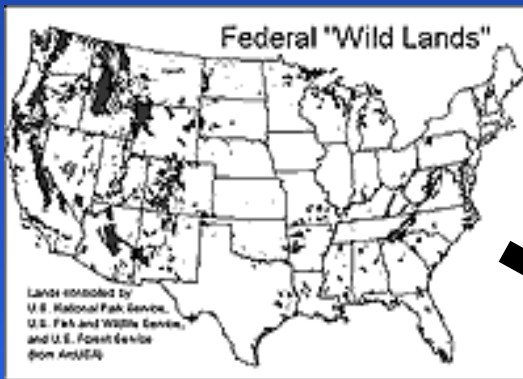 Federal "Wild Lands"
Lands controlled by
U.S. National Park Service,
U.S. Fish and Wildlife Service,
and U.S. Forest Service
(from ArcUSA)